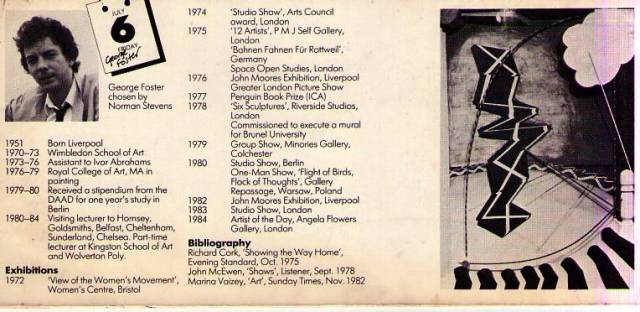 JULY
6
FRIDAY
George
Foster
George Foster
chosen by
Norman Stevens
1951 Born Liverpool
1970–73 Wimbledon School of Art
1973–76 Assistant to Ivor Abrahams
1976–79 Royal College of Art, MA in
painting
1979–80 Received a stipendium from the
DAAD for one year's study in
Berlin
1980–84 Visiting lecturer to Hornsey,
Goldsmiths, Belfast, Cheltenham,
Sunderland, Chelsea. Part-time
lecturer at Kingston School of Art
and Wolverton Poly.
Exhibitions
1972 'View of the Women's Movement',
Women's Centre, Bristol
1974 'Studio Show', Arts Council
award, London
1975 '12 Artists', P M J Self Gallery,
London
'Bahnen Fahnen Für Rottweil',
Germany
Space Open Studies, London
1976 John Moores Exhibition, Liverpool
Greater London Picture Show
1977 Penguin Book Prize (ICA)
1978 'Six Sculptures', Riverside Studios,
London
Commissioned to execute a mural
for Brunel University
1979 Group Show, Minories Gallery,
Colchester
1980 Studio Show, Berlin
One-Man Show, 'Flight of Birds,
Flock of Thoughts', Gallery
Repassage, Warsaw, Poland
1982 John Moores Exhibition, Liverpool
1983 Studio Show, London
1984 Artist of the Day, Angela Flowers
Gallery, London
Bibliography
Richard Cork, 'Showing the Way Home',
Evening Standard, Oct. 1975
John McEwen, 'Shows', Listener, Sept. 1978
Marina Vaizey, 'Art', Sunday Times, Nov. 1982